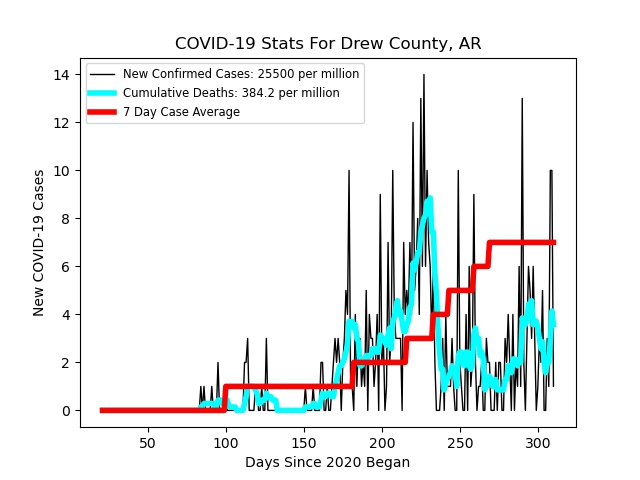 COVID-19 Stats For Drew County, AR
New Confirmed Cases: 25500 per million
Cumulative Deaths: 384.2 per million
7 Day Case Average
New COVID-19 Cases
14
12
10
8
6
4
2
0
50 100 150 200 250 300
Days Since 2020 Began